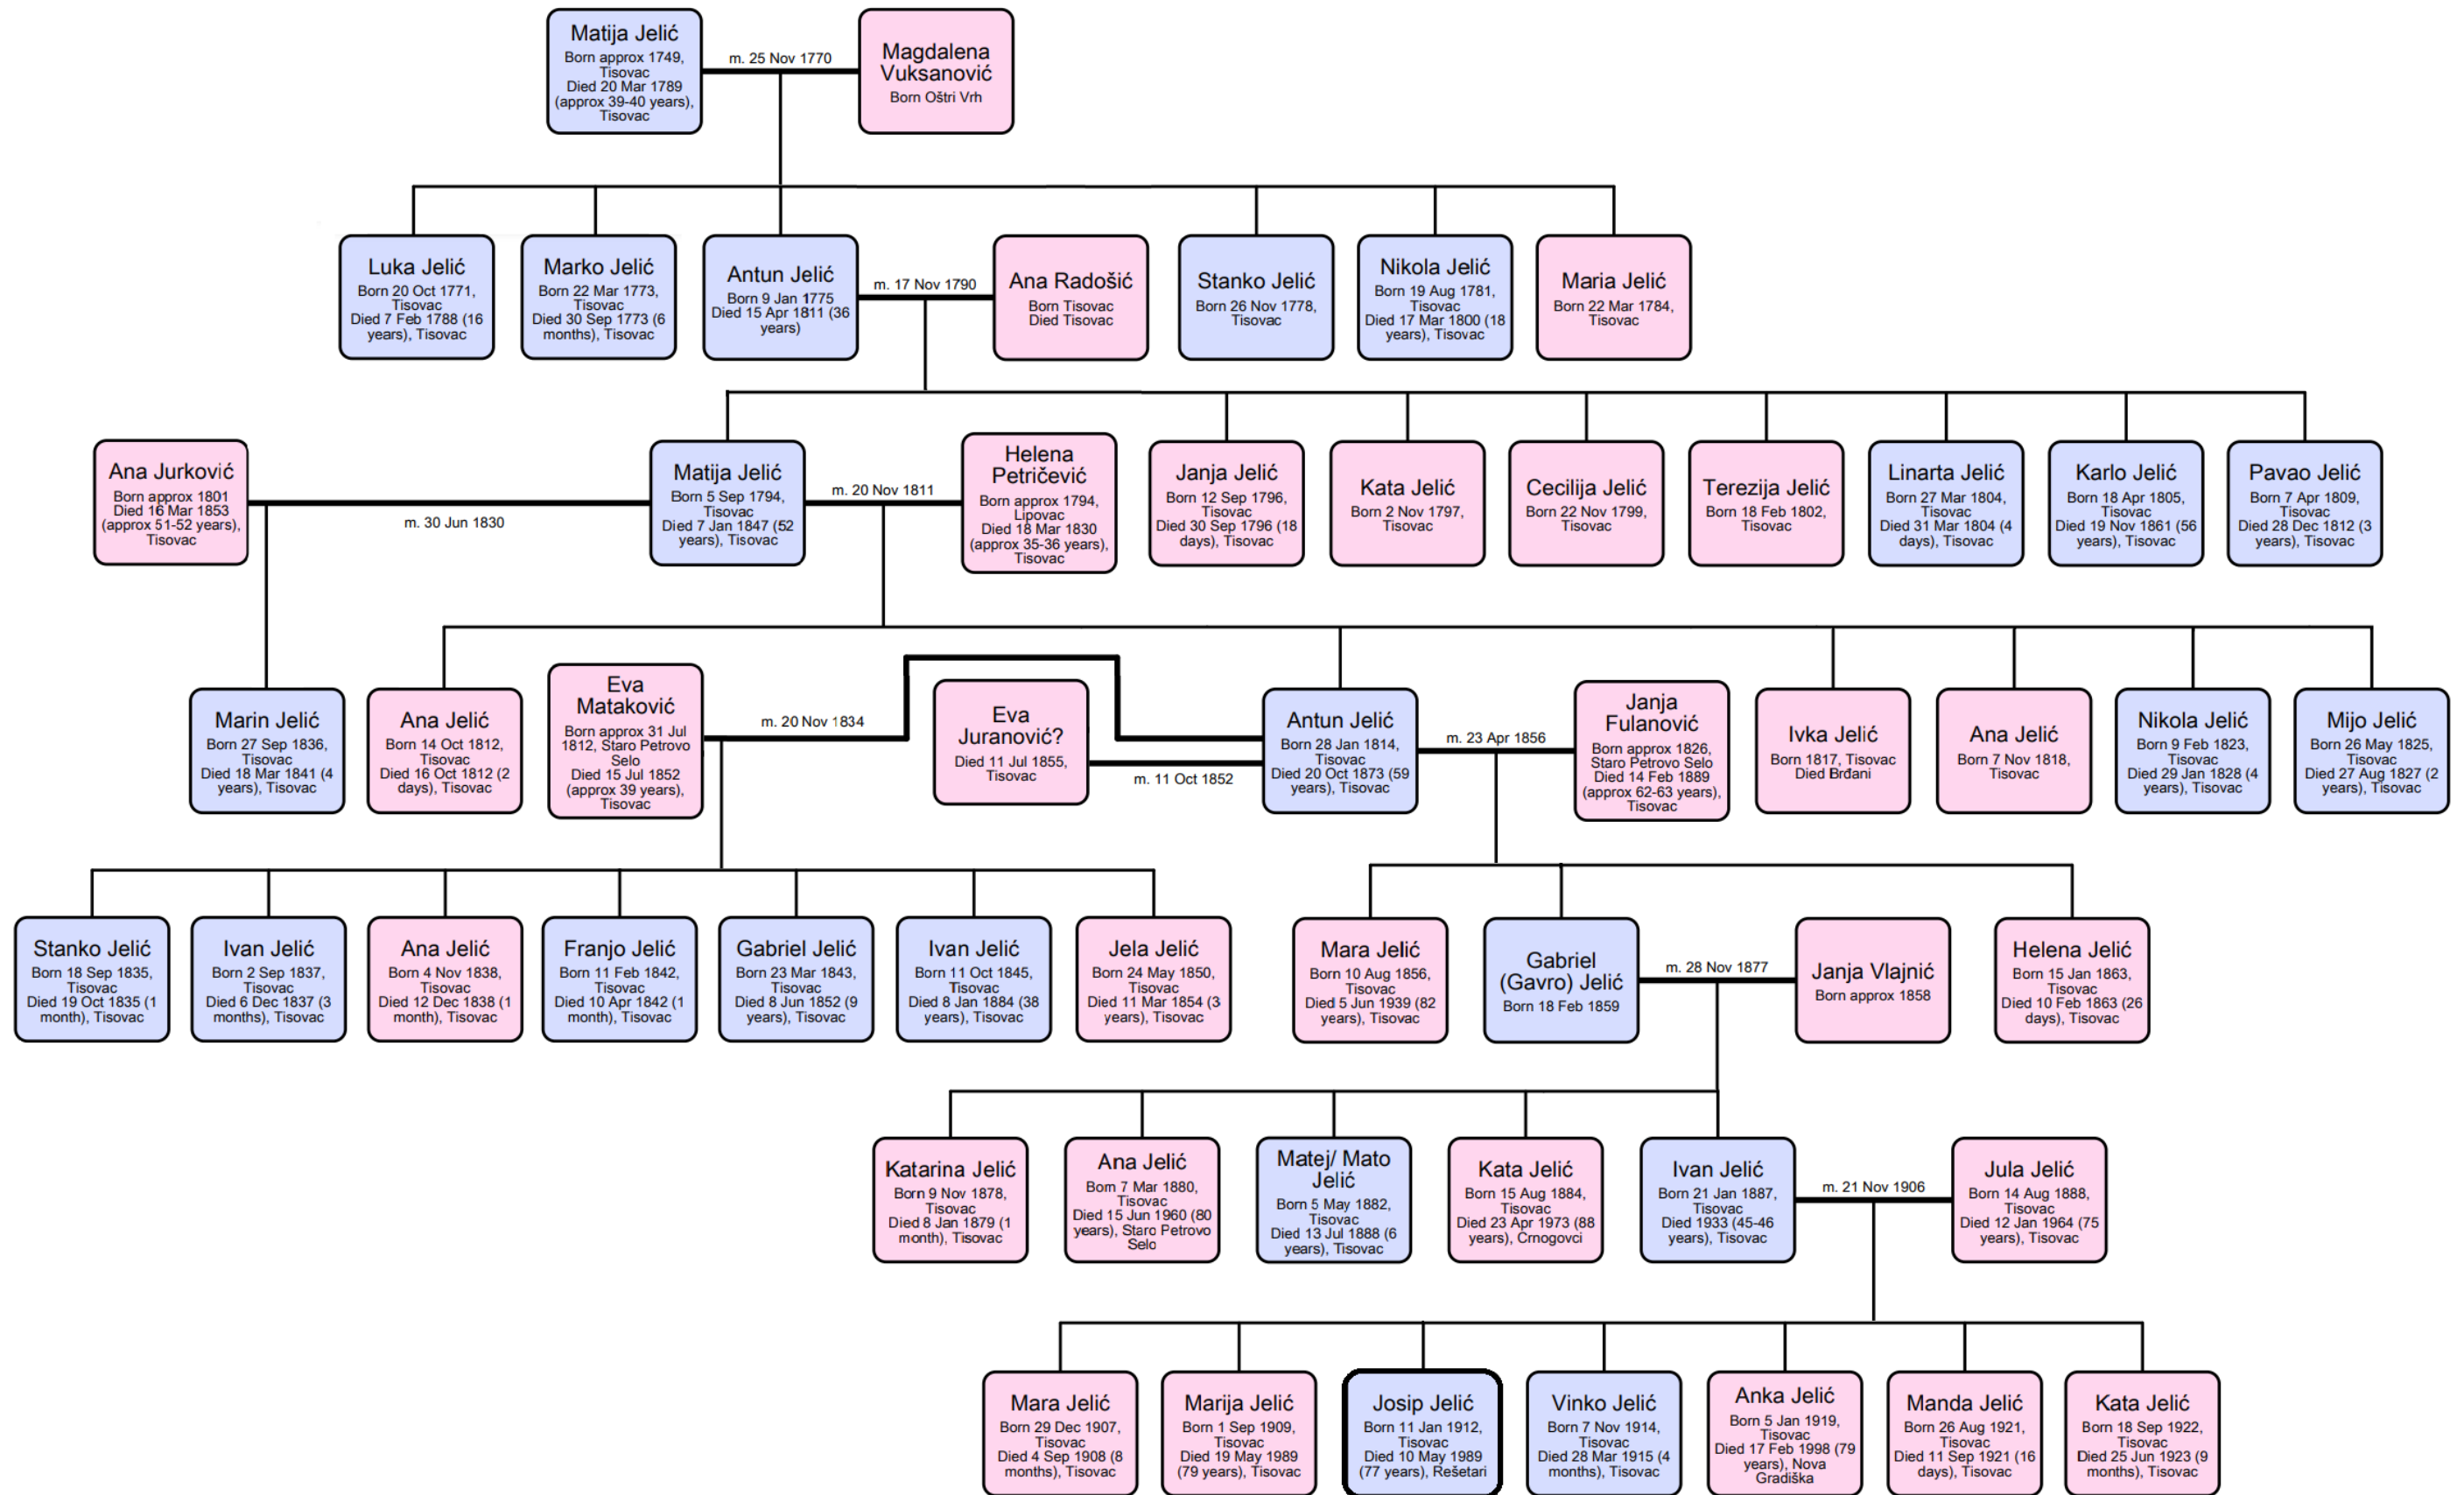 Matija Jelić
Born approx 1749,
Tisovac
Died 20 Mar 1789
(approx 39-40 years),
Tisovac
m. 25 Nov 1770
Magdalena
Vuksanović
Born Oštri Vrh
Luka Jelić
Born 20 Oct 1771,
Tisovac
Died 7 Feb 1788 (16
years), Tisovac
Marko Jelić
Born 22 Mar 1773,
Tisovac
Died 30 Sep 1773 (6
months), Tisovac
Antun Jelić
Born 9 Jan 1775
Died 15 Apr 1811 (36
years)
m. 17 Nov 1790
Ana Radošić
Born Tisovac
Died Tisovac
Stanko Jelić
Born 26 Nov 1778,
Tisovac
Nikola Jelić
Born 19 Aug 1781,
Tisovac
Died 17 Mar 1800 (18
years), Tisovac
Maria Jelić
Born 22 Mar 1784,
Tisovac
Ana Jurković
Born approx 1801
Died 16 Mar 1853
(approx 51-52 years),
Tisovac
m. 30 Jun 1830
Matija Jelić
Born 5 Sep 1794,
Tisovac
Died 7 Jan 1847 (52
years), Tisovac
m. 20 Nov 1811
Helena
Petričević
Born approx 1794,
Lipovac
Died 18 Mar 1830
(approx 35-36 years),
Tisovac
Janja Jelić
Born 12 Sep 1796,
Tisovac
Died 30 Sep 1796 (18
days), Tisovac
Kata Jelić
Born 2 Nov 1797,
Tisovac
Cecilija Jelić
Born 22 Nov 1799,
Tisovac
Terezija Jelić
Born 18 Feb 1802,
Tisovac
Linarta Jelić
Born 27 Mar 1804,
Tisovac
Died 31 Mar 1804 (4
days), Tisovac
Karlo Jelić
Born 18 Apr 1805,
Tisovac
Died 19 Nov 1861 (56
years), Tisovac
Pavao Jelić
Born 7 Apr 1809,
Tisovac
Died 28 Dec 1812 (3
years), Tisovac
Marin Jelić
Born 27 Sep 1836,
Tisovac
Died 18 Mar 1841 (4
years), Tisovac
Ana Jelić
Born 14 Oct 1812,
Tisovac
Died 16 Oct 1812 (2
days), Tisovac
Eva
Mataković
Born approx 31 Jul
1812, Staro Petrovo
Selo
Died 15 Jul 1852
(approx 39 years),
Tisovac
m. 20 Nov 1834
Eva
Juranović?
Died 11 Jul 1855,
Tisovac
m. 11 Oct 1852
Antun Jelić
Born 28 Jan 1814,
Tisovac
Died 20 Oct 1873 (59
years), Tisovac
m. 23 Apr 1856
Janja
Fulanović
Born approx 1826,
Staro Petrovo Selo
Died 14 Feb 1889
(approx 62-63 years),
Tisovac
Ivka Jelić
Born 1817, Tisovac
Died Brđani
Ana Jelić
Born 7 Nov 1818,
Tisovac
Nikola Jelić
Born 9 Feb 1823,
Tisovac
Died 29 Jan 1828 (4
years), Tisovac
Mijo Jelić
Born 26 May 1825,
Tisovac
Died 27 Aug 1827 (2
years), Tisovac
Stanko Jelić
Born 18 Sep 1835,
Tisovac
Died 19 Oct 1835 (1
month), Tisovac
Ivan Jelić
Born 2 Sep 1837,
Tisovac
Died 6 Dec 1837 (3
months), Tisovac
Ana Jelić
Born 4 Nov 1838,
Tisovac
Died 12 Dec 1838 (1
month), Tisovac
Franjo Jelić
Born 11 Feb 1842,
Tisovac
Died 10 Apr 1842 (1
month), Tisovac
Gabriel Jelić
Born 23 Mar 1843,
Tisovac
Died 8 Jun 1852 (9
years), Tisovac
Ivan Jelić
Born 11 Oct 1845,
Tisovac
Died 8 Jan 1884 (38
years), Tisovac
Jela Jelić
Born 24 May 1850,
Tisovac
Died 11 Mar 1854 (3
years), Tisovac
Mara Jelić
Born 10 Aug 1856,
Tisovac
Died 5 Jun 1939 (82
years), Tisovac
Gabriel
(Gavro) Jelić
Born 18 Feb 1859
m. 28 Nov 1877
Janja Vlajnić
Born approx 1858
Helena Jelić
Born 15 Jan 1863,
Tisovac
Died 10 Feb 1863 (26
days), Tisovac
Katarina Jelić
Born 9 Nov 1878,
Tisovac
Died 8 Jan 1879 (1
month), Tisovac
Ana Jelić
Born 7 Mar 1880,
Tisovac
Died 15 Jun 1960 (80
years), Staro Petrovo
Selo
Matej/ Mato
Jelić
Born 5 May 1882,
Tisovac
Died 13 Jul 1888 (6
years), Tisovac
Kata Jelić
Born 15 Aug 1884,
Tisovac
Died 23 Apr 1973 (88
years), Crnogovci
Ivan Jelić
Born 21 Jan 1887,
Tisovac
Died 1933 (45-46
years), Tisovac
m. 21 Nov 1906
Jula Jelić
Born 14 Aug 1888,
Tisovac
Died 12 Jan 1964 (75
years), Tisovac
Mara Jelić
Born 29 Dec 1907,
Tisovac
Died 4 Sep 1908 (8
months), Tisovac
Marija Jelić
Born 1 Sep 1909,
Tisovac
Died 19 May 1989
(79 years), Tisovac
Josip Jelić
Born 11 Jan 1912,
Tisovac
Died 10 May 1989
(77 years), Rešetari
Vinko Jelić
Born 7 Nov 1914,
Tisovac
Died 28 Mar 1915 (4
months), Tisovac
Anka Jelić
Born 5 Jan 1919,
Tisovac
Died 17 Feb 1998 (79
years), Nova
Gradiška
Manda Jelić
Born 26 Aug 1921,
Tisovac
Died 11 Sep 1921 (16
days), Tisovac
Kata Jelić
Born 18 Sep 1922,
Tisovac
Died 25 Jun 1923 (9
months), Tisovac